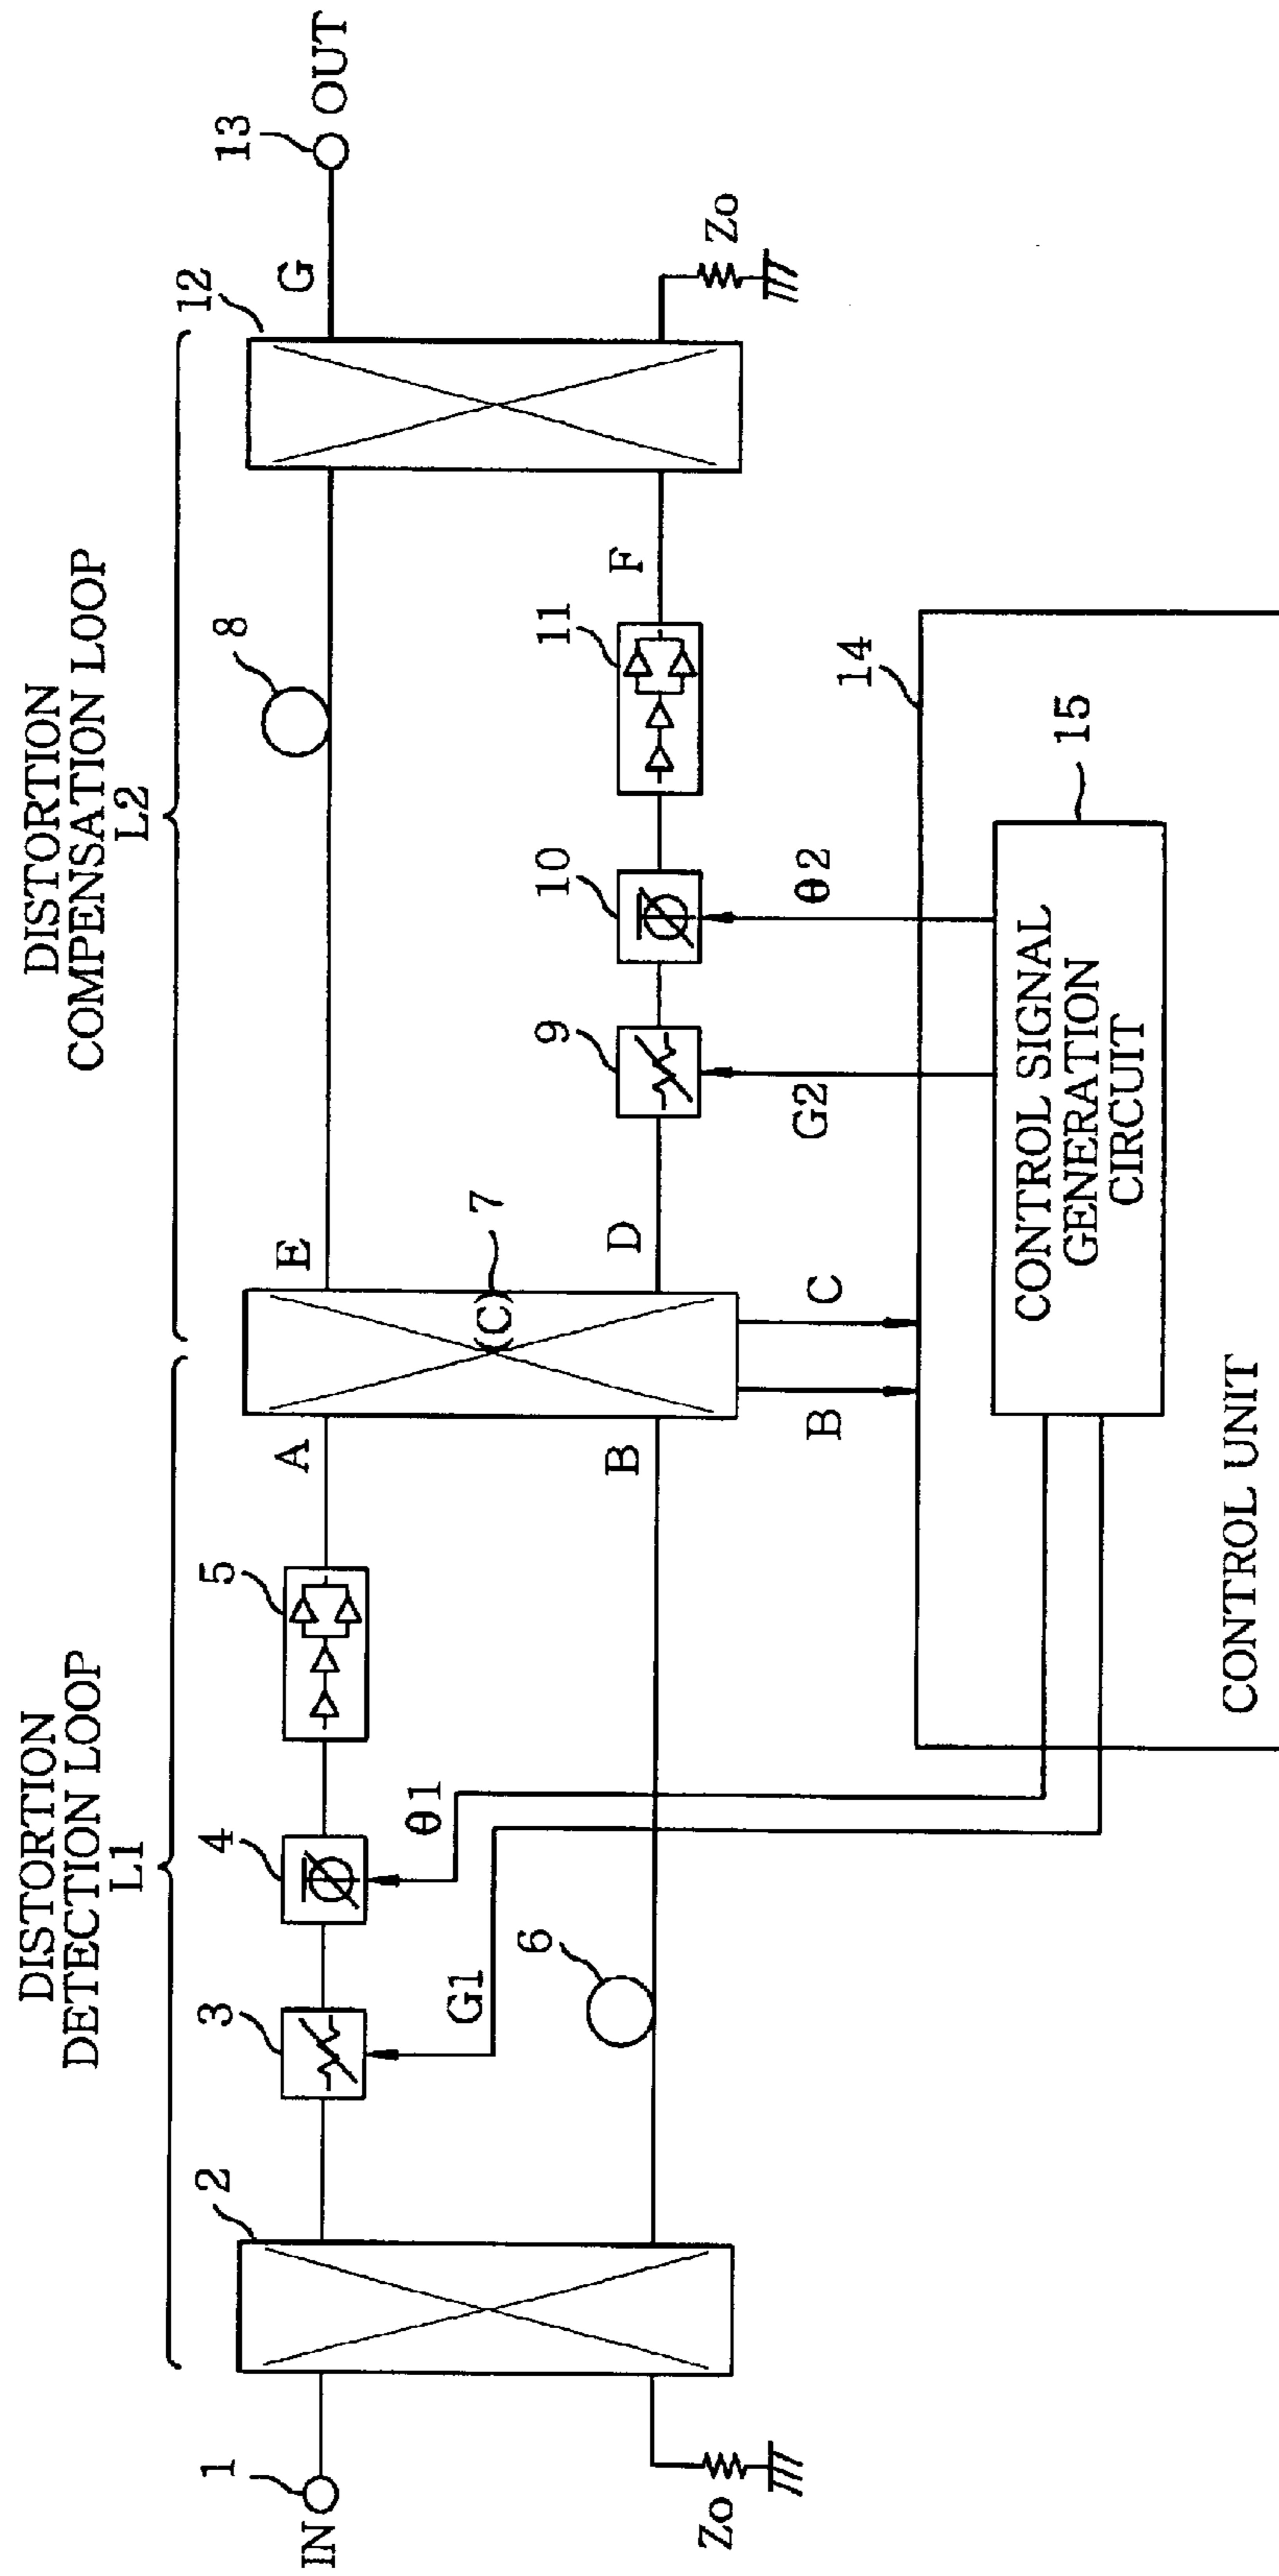 DISTORTION
DETECTION LOOP
L1
DISTORTION
COMPENSATION LOOP
L2
IN
1
2
3
4
5
A
E
8
12
G
13
OUT
Zo
6
G1
θ1
B
(C)
7
D
9
10
11
F
Zo
B
C
G2
θ2
14
CONTROL SIGNAL
GENERATION
CIRCUIT
15
CONTROL UNIT